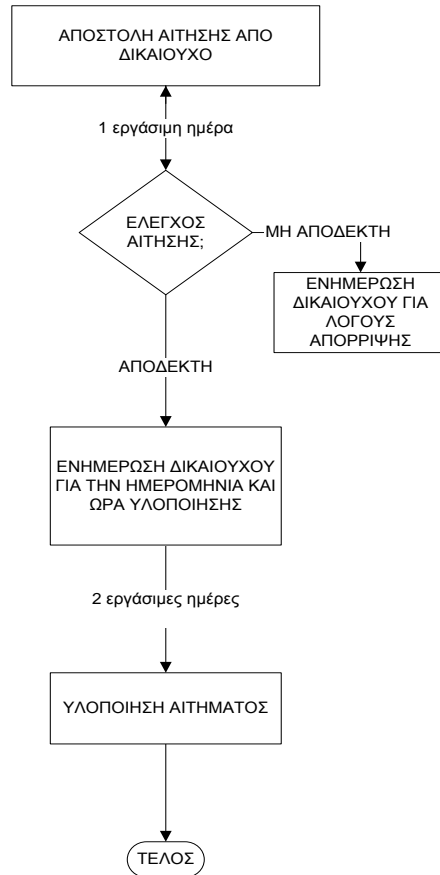 ΑΠΟΣΤΟΛΗ ΑΙΤΗΣΗΣ ΑΠΟ
ΔΙΚΑΙΟΥΧΟ
1 εργάσιμη ημέρα
ΕΛΕΓΧΟΣ
ΑΙΤΗΣΗΣ;
ΜΗ ΑΠΟΔΕΚΤΗ
ΕΝΗΜΕΡΩΣΗ
ΔΙΚΑΙΟΥΧΟΥ ΓΙΑ
ΛΟΓΟΥΣ
ΑΠΟΡΡΙΨΗΣ
ΑΠΟΔΕΚΤΗ
ΕΝΗΜΕΡΩΣΗ ΔΙΚΑΙΟΥΧΟΥ
ΓΙΑ ΤΗΝ ΗΜΕΡΟΜΗΝΙΑ ΚΑΙ
ΩΡΑ ΥΛΟΠΟΙΗΣΗΣ
2 εργάσιμες ημέρες
ΥΛΟΠΟΙΗΣΗ ΑΙΤΗΜΑΤΟΣ
ΤΕΛΟΣ